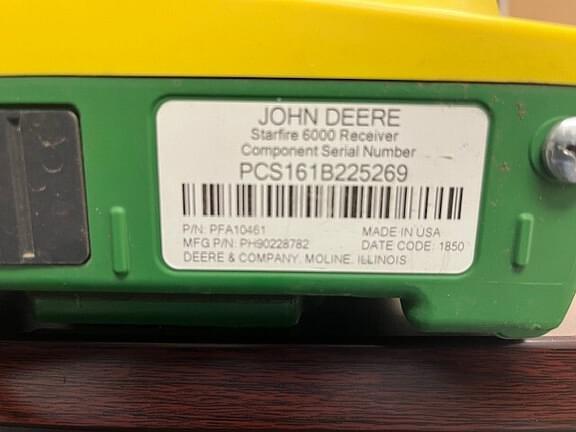 JOHN DEERE
Starfire 6000 Receiver
Component Serial Number
PCS161B225269
P/N: PFA10461 MADE IN USA
MFG P/N: PH90228782 DATE CODE: 1850
DEERE & COMPANY, MOLINE, ILLINOIS